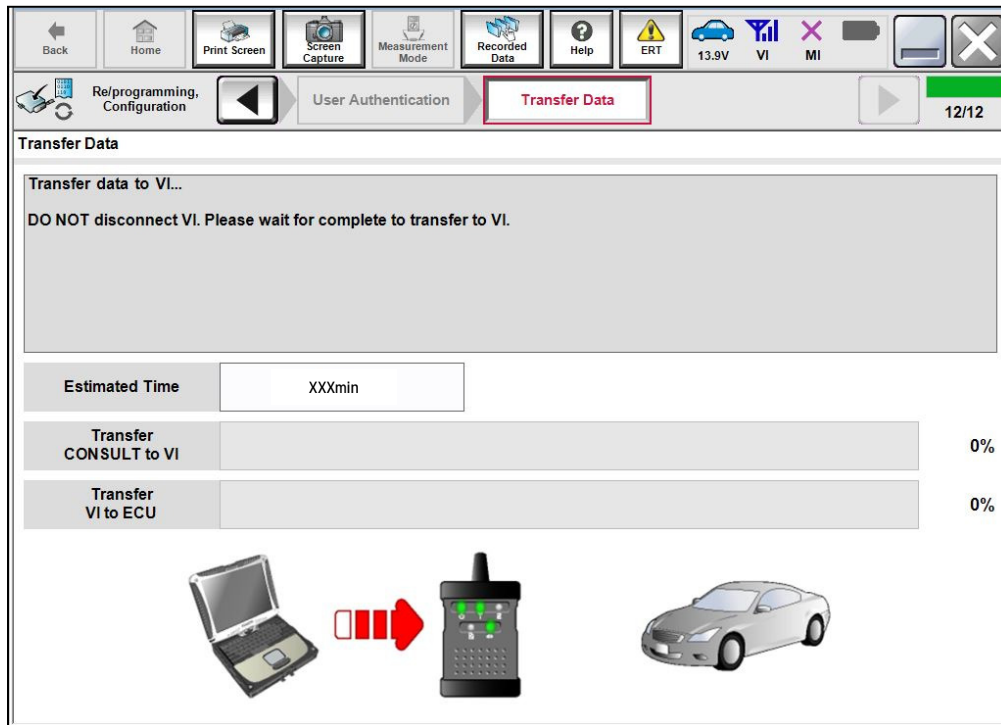 Back
Home
Print Screen
Screen
Capture
Measurement
Mode
Recorded
Data
Help
ERT
13.9V
VI
MI
Re/programming,
Configuration
User Authentication
Transfer Data
12/12
Transfer Data
Transfer data to VI...
DO NOT disconnect VI. Please wait for complete to transfer to VI.
Estimated Time
XXXmin
Transfer
CONSULT to VI
0%
Transfer
VI to ECU
0%